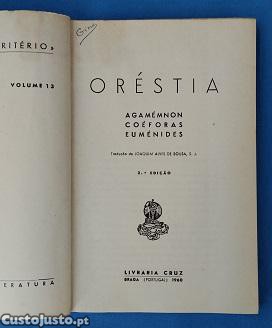 RITÉRIO»
VOLUME 13
ERATURA
ORÉSTIA
AGAMÉMNON
COÉFORAS
EUMÉNIDES
Tradução de JOAQUIM ALVES DE SOUSA, S. J.
2.ª EDIÇÃO
LIVRARIA CRUZ
BRAGA (PORTUGAL) 1960
© CustoJusto.pt